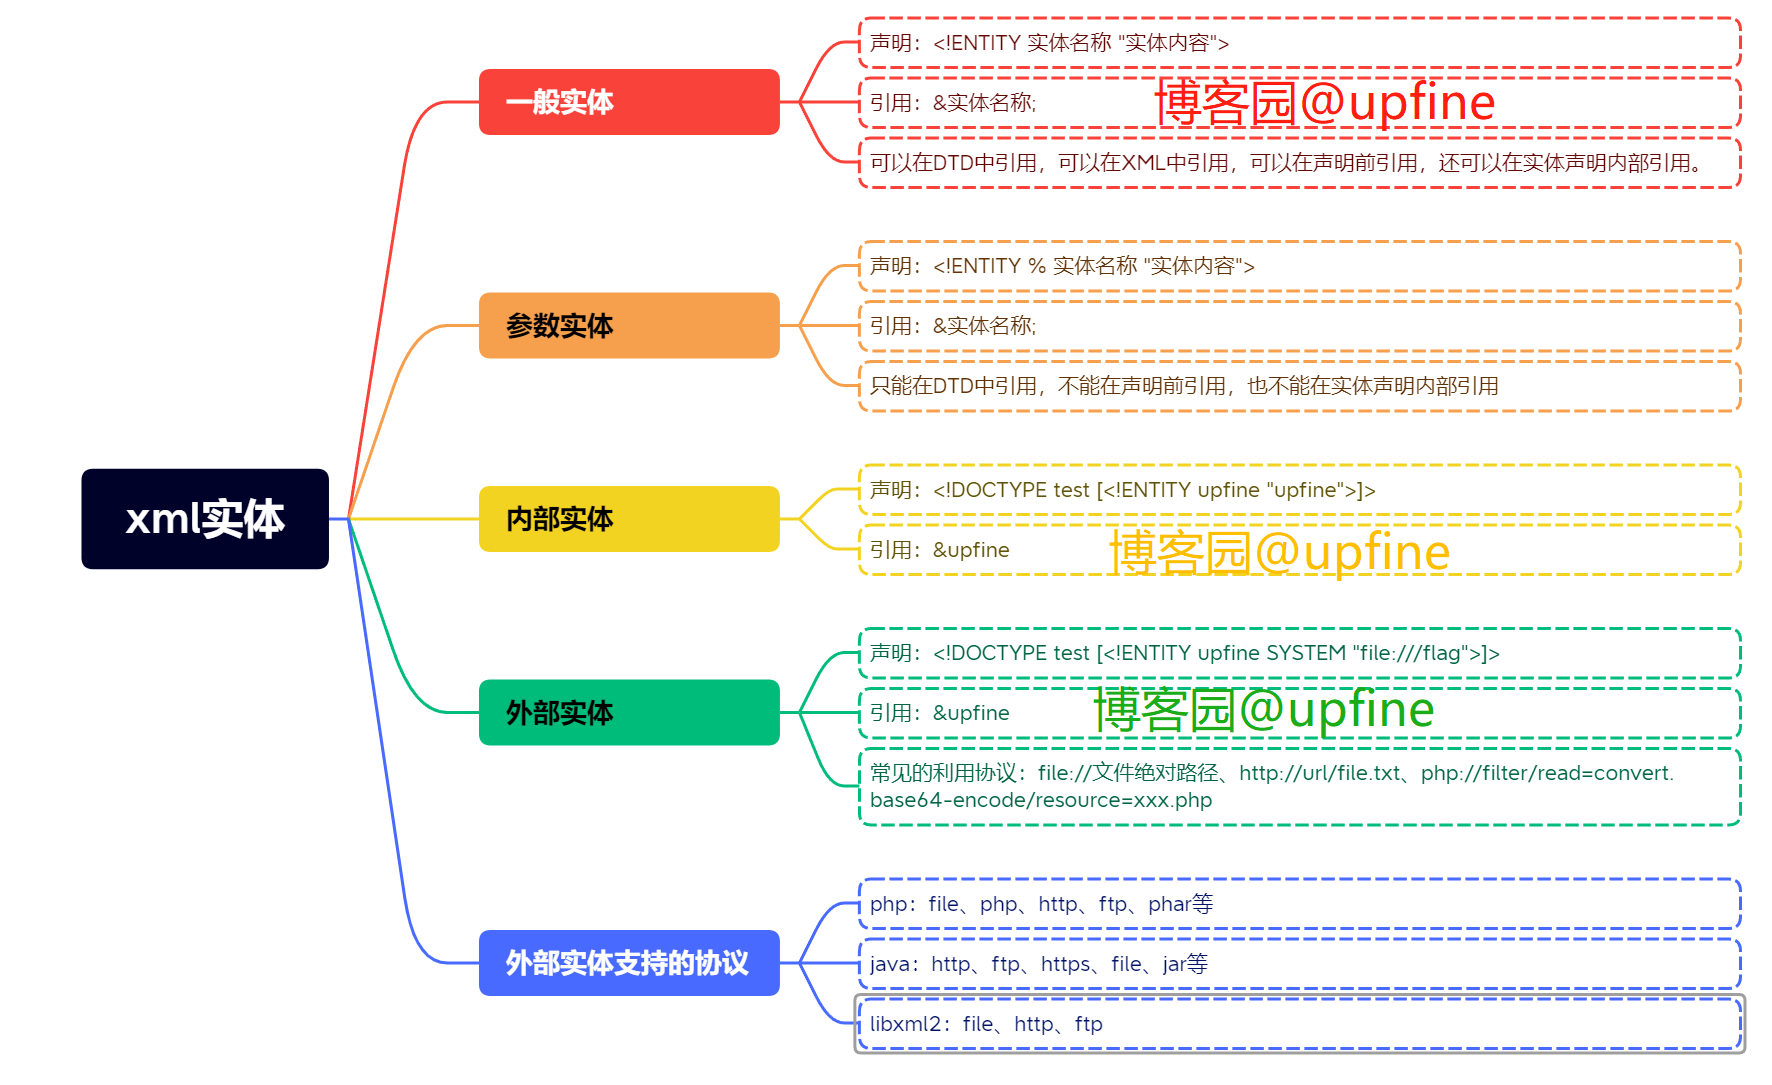 xml实体
一般实体
声明：<!ENTITY 实体名称 "实体内容">
引用：&实体名称;
博客园@upfine
可以在DTD中引用，可以在XML中引用，可以在声明前引用，还可以在实体声明内部引用。
参数实体
声明：<!ENTITY % 实体名称 "实体内容">
引用：&实体名称;
只能在DTD中引用，不能在声明前引用，也不能在实体声明内部引用
内部实体
声明：<!DOCTYPE test [<!ENTITY upfine "upfine">]>
引用：&upfine
博客园@upfine
外部实体
声明：<!DOCTYPE test [<!ENTITY upfine SYSTEM "file:///flag">]>
引用：&upfine
博客园@upfine
常见的利用协议：file://文件绝对路径、http://url/file.txt、php://filter/read=convert.
base64-encode/resource=xxx.php
外部实体支持的协议
php：file、php、http、ftp、phar等
java：http、ftp、https、file、jar等
libxml2：file、http、ftp